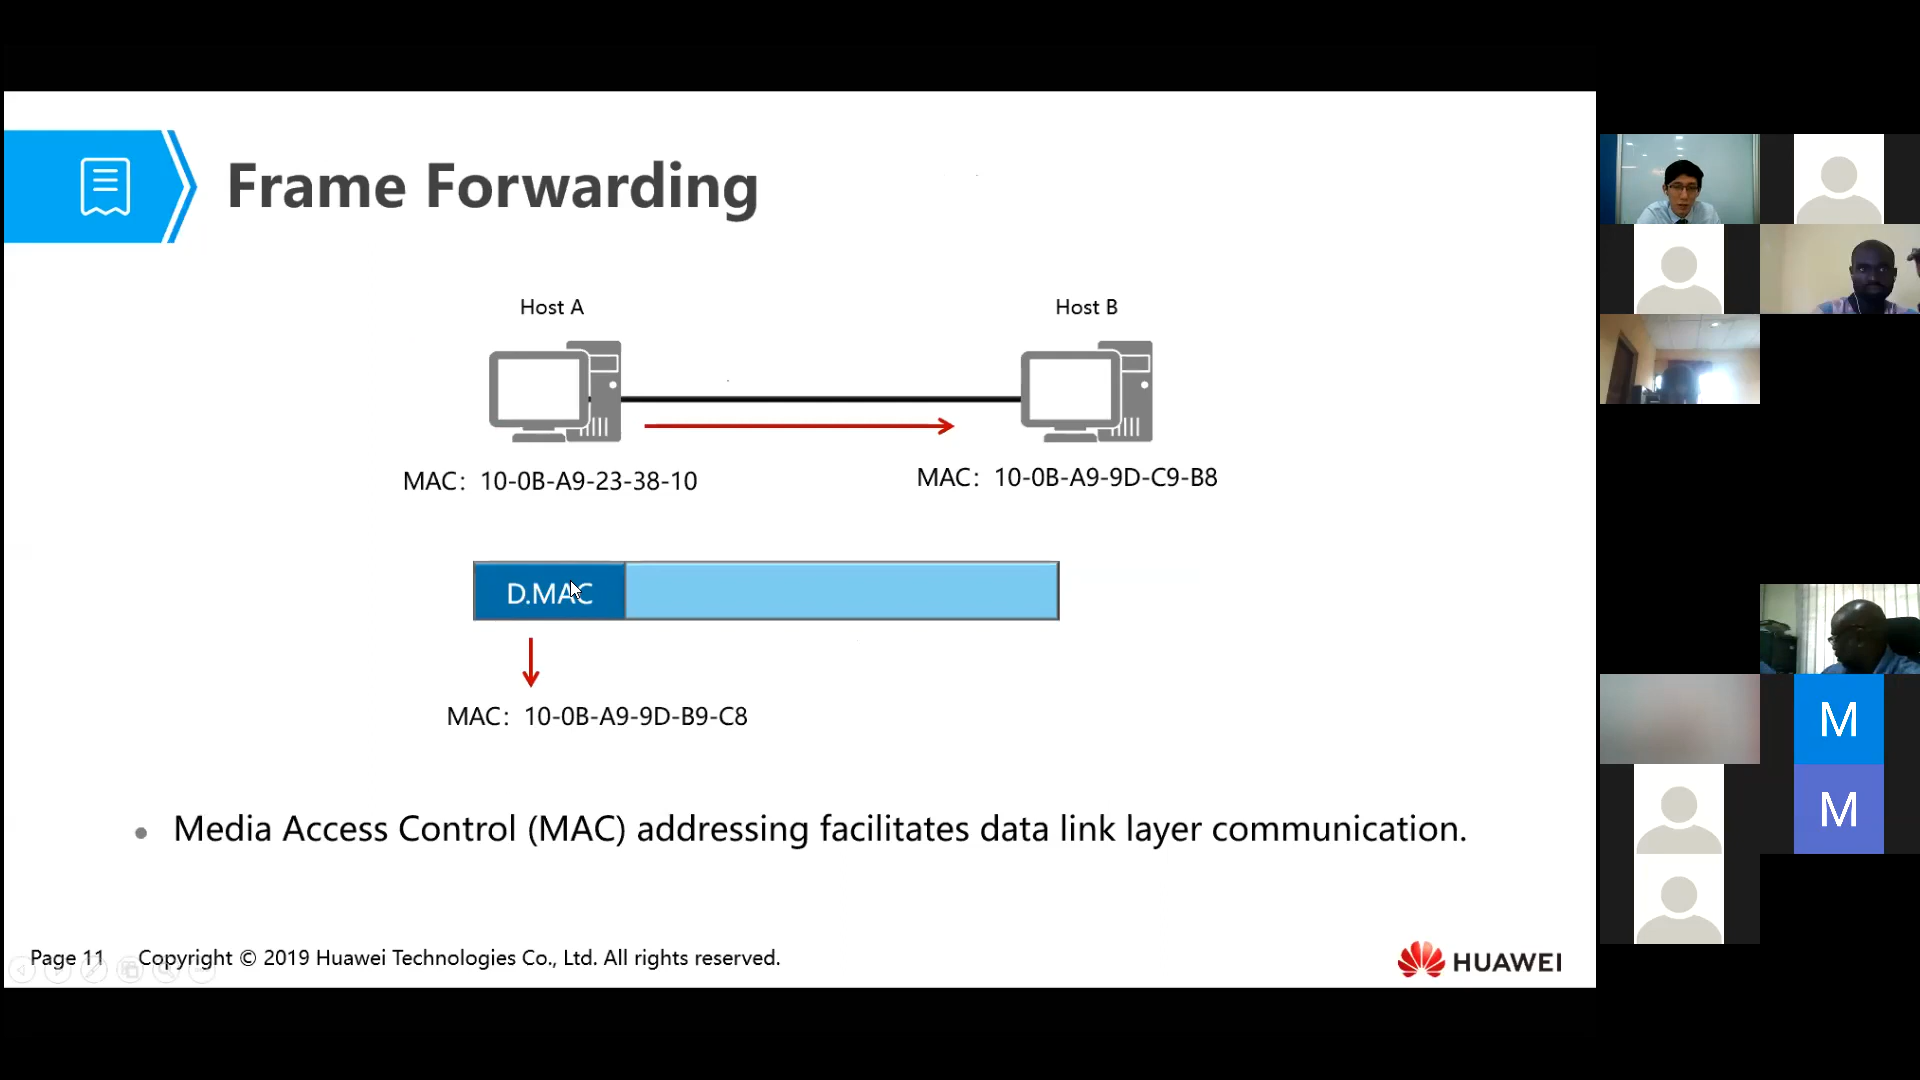 Frame Forwarding
Host A
Host B
MAC：10-0B-A9-23-38-10
MAC：10-0B-A9-9D-C9-B8
D.MAC
MAC：10-0B-A9-9D-B9-C8
Media Access Control (MAC) addressing facilitates data link layer communication.
Page 11
Copyright © 2019 Huawei Technologies Co., Ltd. All rights reserved.
HUAWEI
M
M